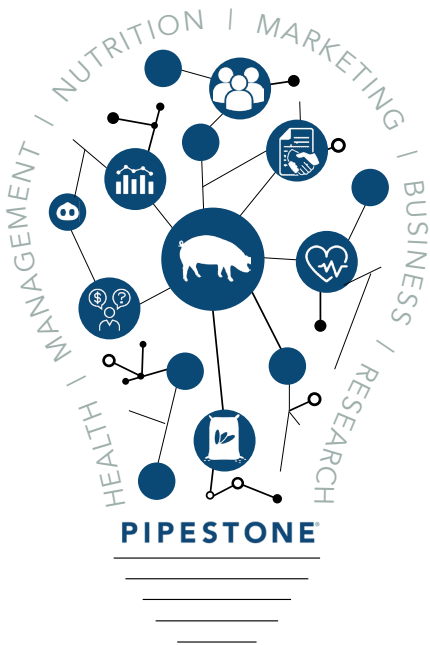 HEALTH | MANAGEMENT | NUTRITION | MARKETING | BUSINESS / RESEARCH
$ ?
PIPESTONE®